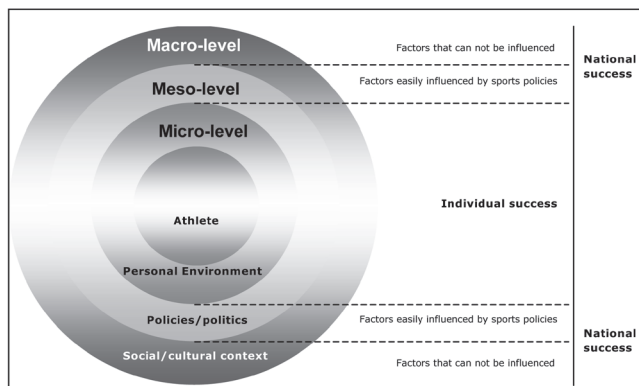 Macro-level
Factors that can not be influenced
National
success
Meso-level
Factors easily influenced by sports policies
Micro-level
Athlete
Individual success
Personal Environment
Policies/politics
Factors easily influenced by sports policies
National
success
Social/cultural context
Factors that can not be influenced